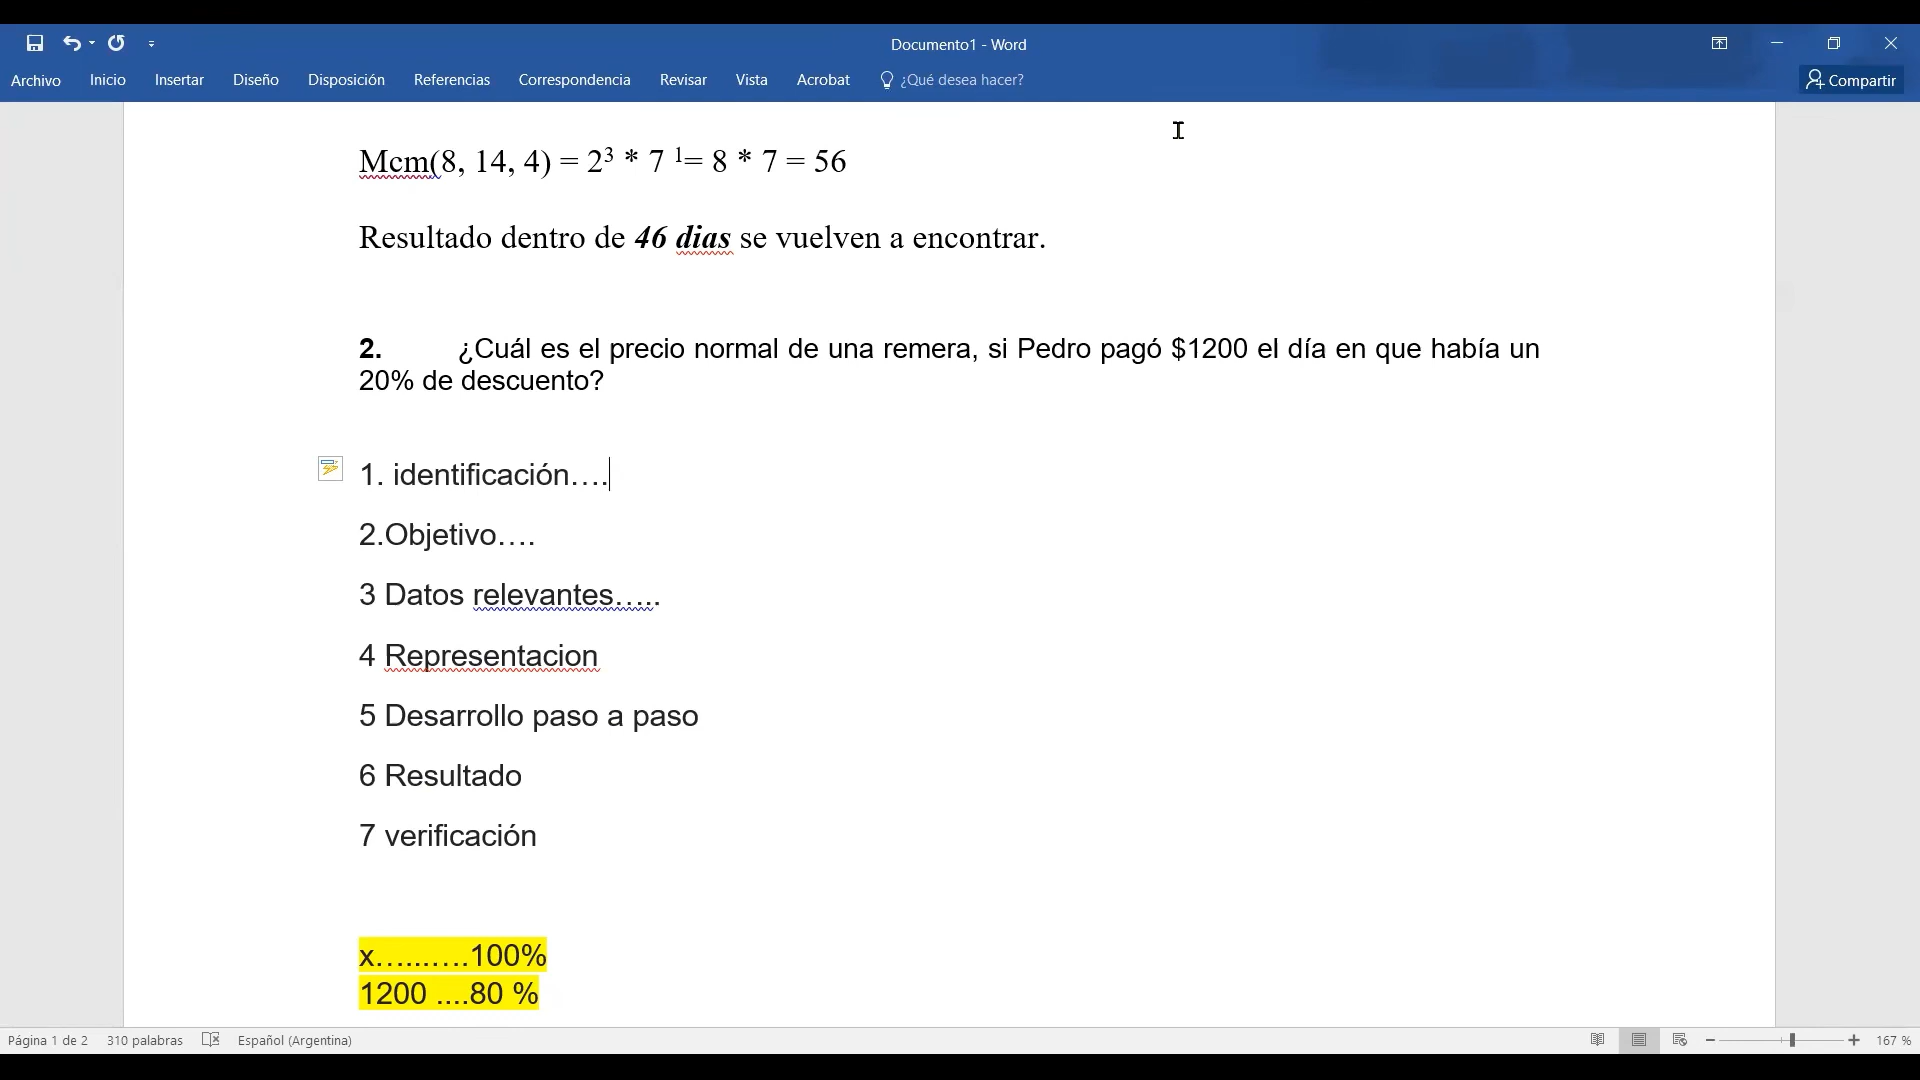 Documento1 - Word
Archivo Inicio Insertar Diseño Disposición Referencias Correspondencia Revisar Vista Acrobat ¿Qué desea hacer? Compartir
Mcm(8, 14, 4) = 2³ * 7 ¹= 8 * 7 = 56
Resultado dentro de 46 dias se vuelven a encontrar.
2. ¿Cuál es el precio normal de una remera, si Pedro pagó $1200 el día en que había un
20% de descuento?
1. identificación….
2.Objetivo….
3 Datos relevantes…..
4 Representacion
5 Desarrollo paso a paso
6 Resultado
7 verificación
x…...….100%
1200 ....80 %
Página 1 de 2 310 palabras Español (Argentina) 167 %